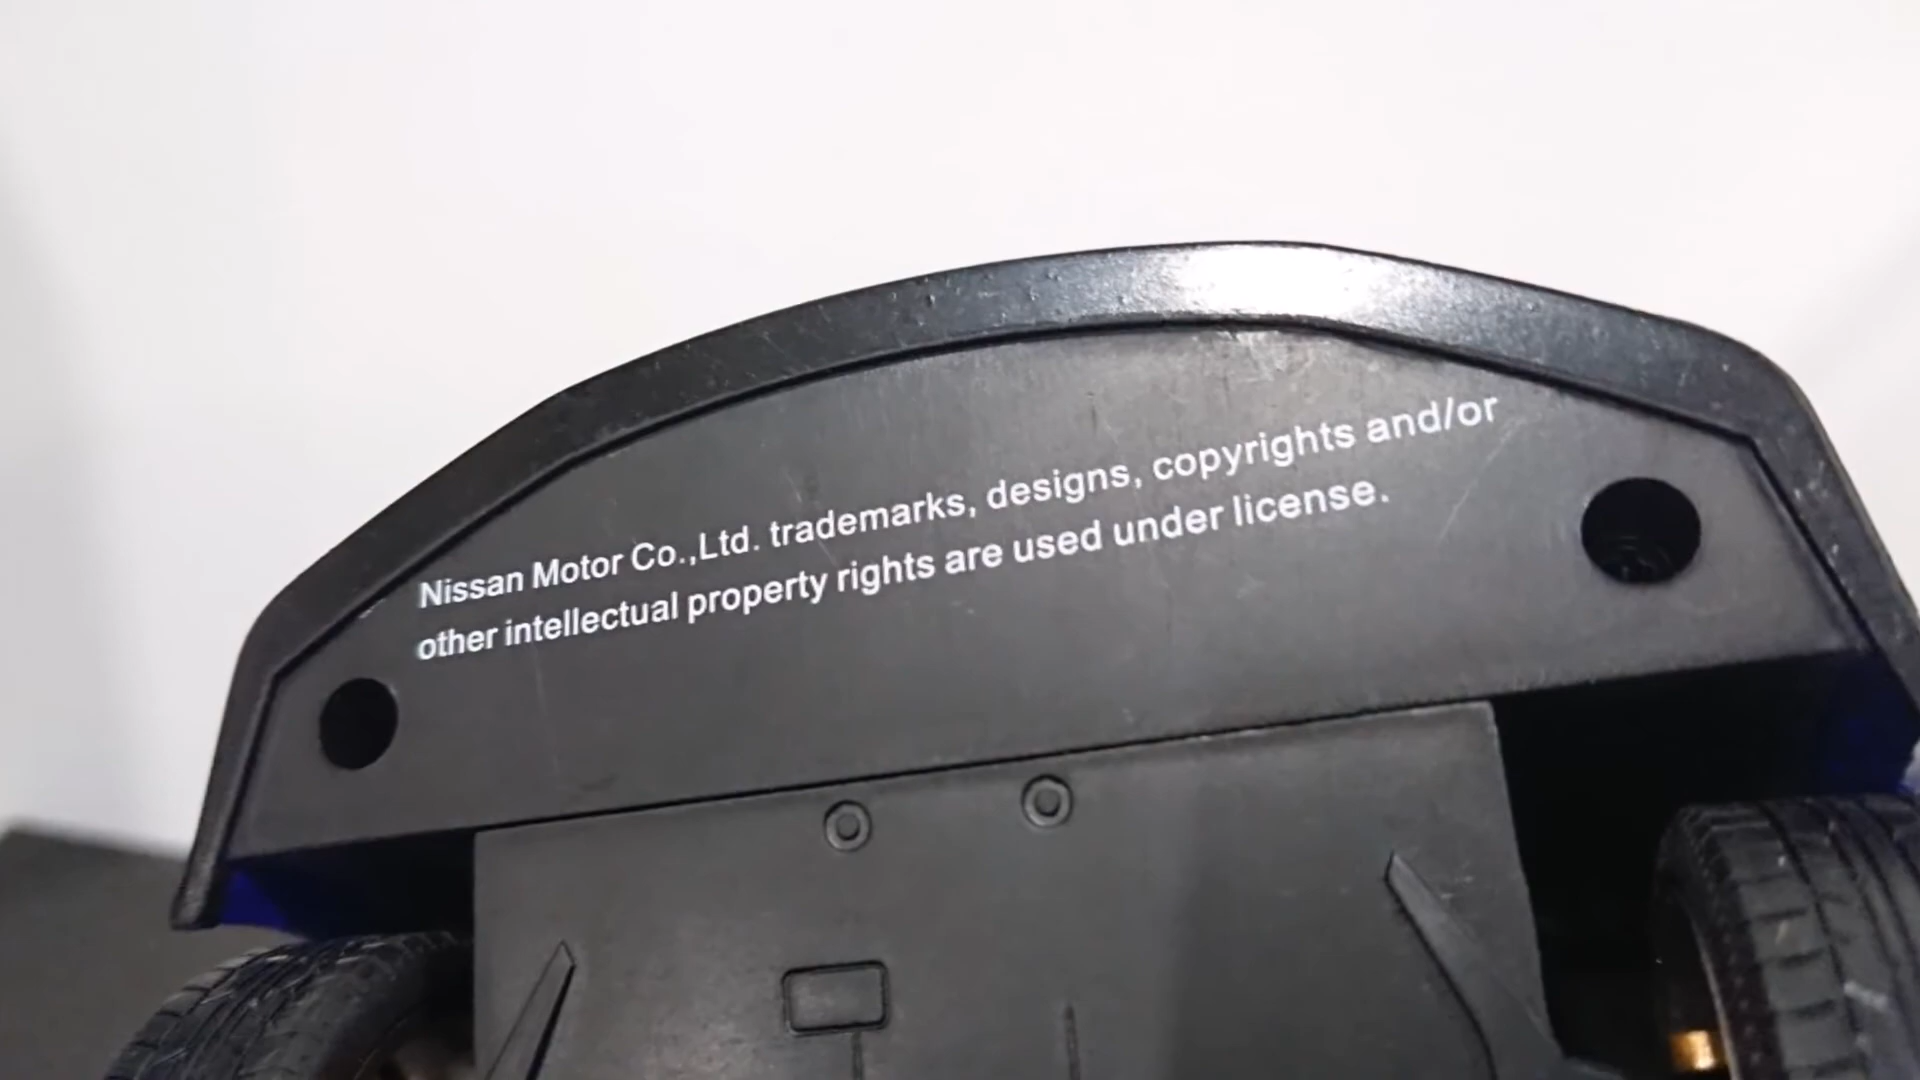 Nissan Motor Co.,Ltd. trademarks, designs, copyrights and/or
other intellectual property rights are used under license.